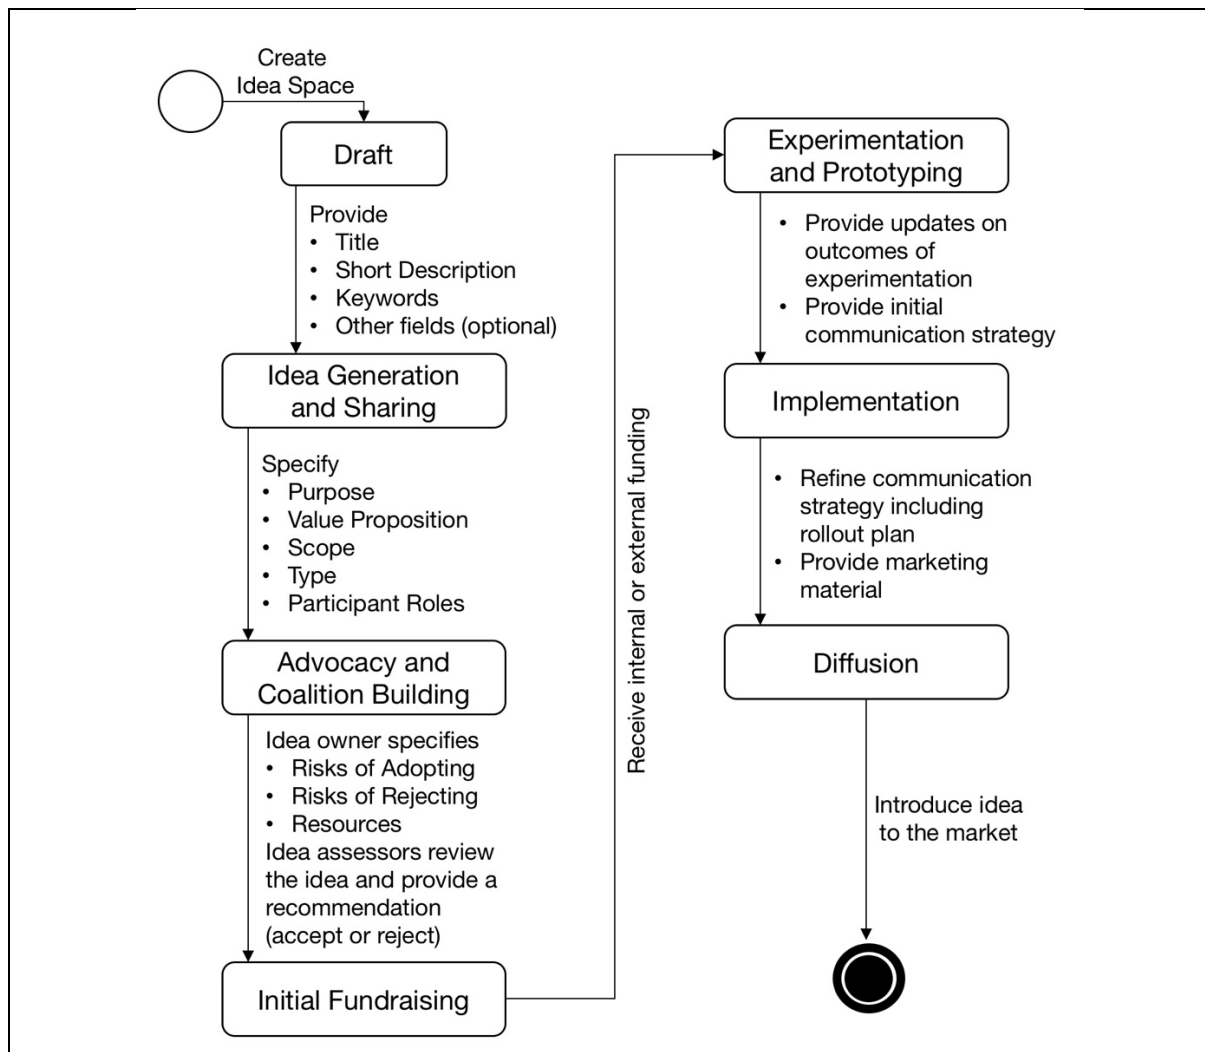 Create
Idea Space
Draft
Provide
• Title
• Short Description
• Keywords
• Other fields (optional)
Idea Generation
and Sharing
Specify
• Purpose
• Value Proposition
• Scope
• Type
• Participant Roles
Advocacy and
Coalition Building
Idea owner specifies
• Risks of Adopting
• Risks of Rejecting
• Resources
Idea assessors review
the idea and provide a
recommendation
(accept or reject)
Initial Fundraising
Receive internal or external funding
Experimentation
and Prototyping
• Provide updates on
outcomes of
experimentation
• Provide initial
communication strategy
Implementation
• Refine communication
strategy including
rollout plan
• Provide marketing
material
Diffusion
Introduce idea
to the market